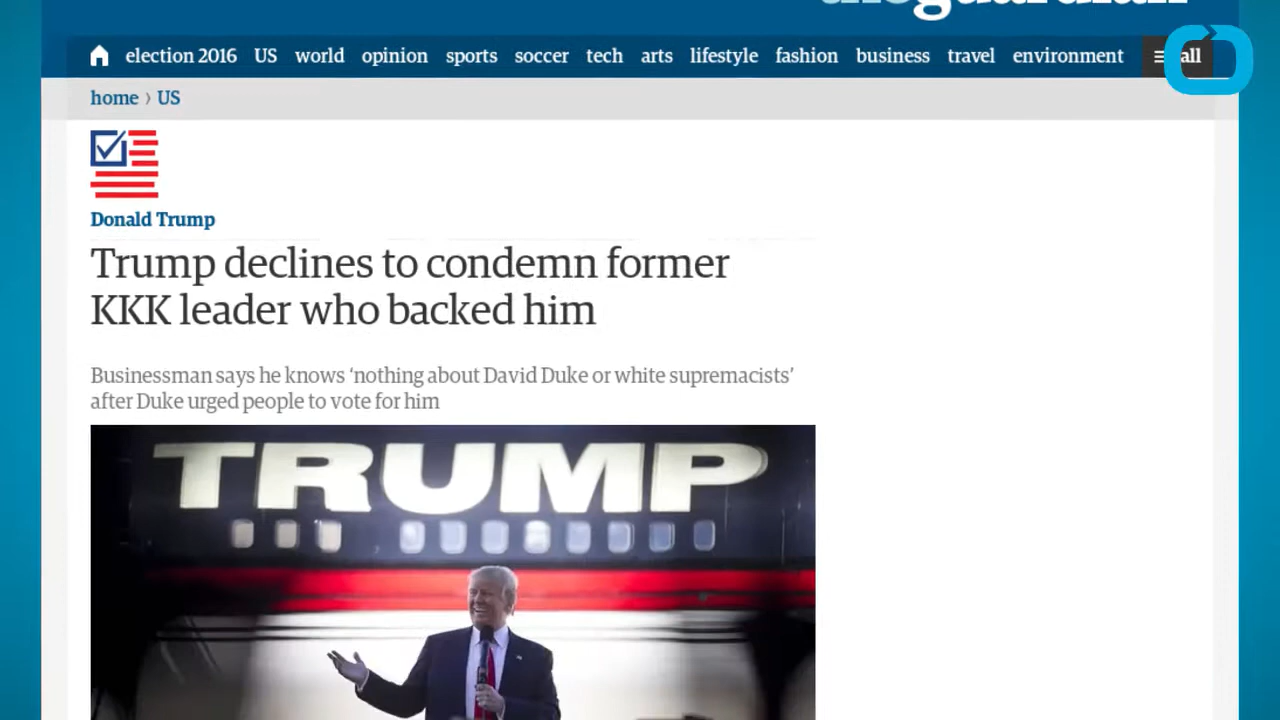 theguardian
election 2016 US world opinion sports soccer tech arts lifestyle fashion business travel environment all
home › US
Donald Trump
Trump declines to condemn former
KKK leader who backed him
Businessman says he knows ‘nothing about David Duke or white supremacists’
after Duke urged people to vote for him
TRUMP